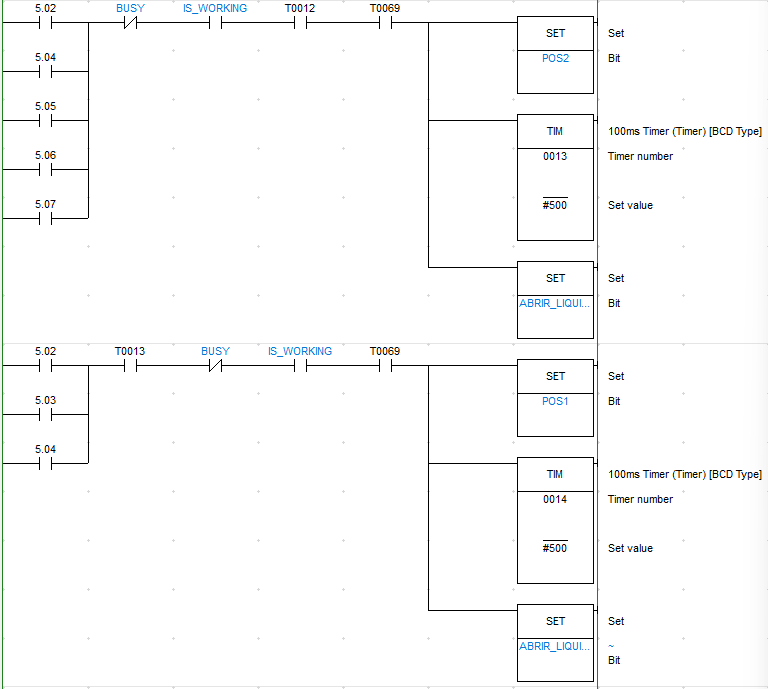 5.02 BUSY IS_WORKING T0012 T0069
SET Set
POS2 Bit
5.04
5.05
TIM 100ms Timer (Timer) [BCD Type]
0013 Timer number
5.06
#500 Set value
5.07
SET Set
ABRIR_LIQUI... Bit
5.02 T0013 BUSY IS_WORKING T0069
SET Set
POS1 Bit
5.03
5.04
TIM 100ms Timer (Timer) [BCD Type]
0014 Timer number
#500 Set value
SET Set
ABRIR_LIQUI... ~
Bit